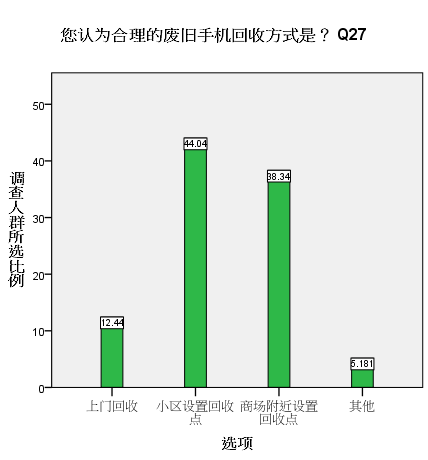 您认为合理的废旧手机回收方式是？ Q27
调查人群所选比例
50
40
30
20
10
0
12.44
44.04
38.34
5.181
上门回收
小区设置回收
点
商场附近设置
回收点
其他
选项